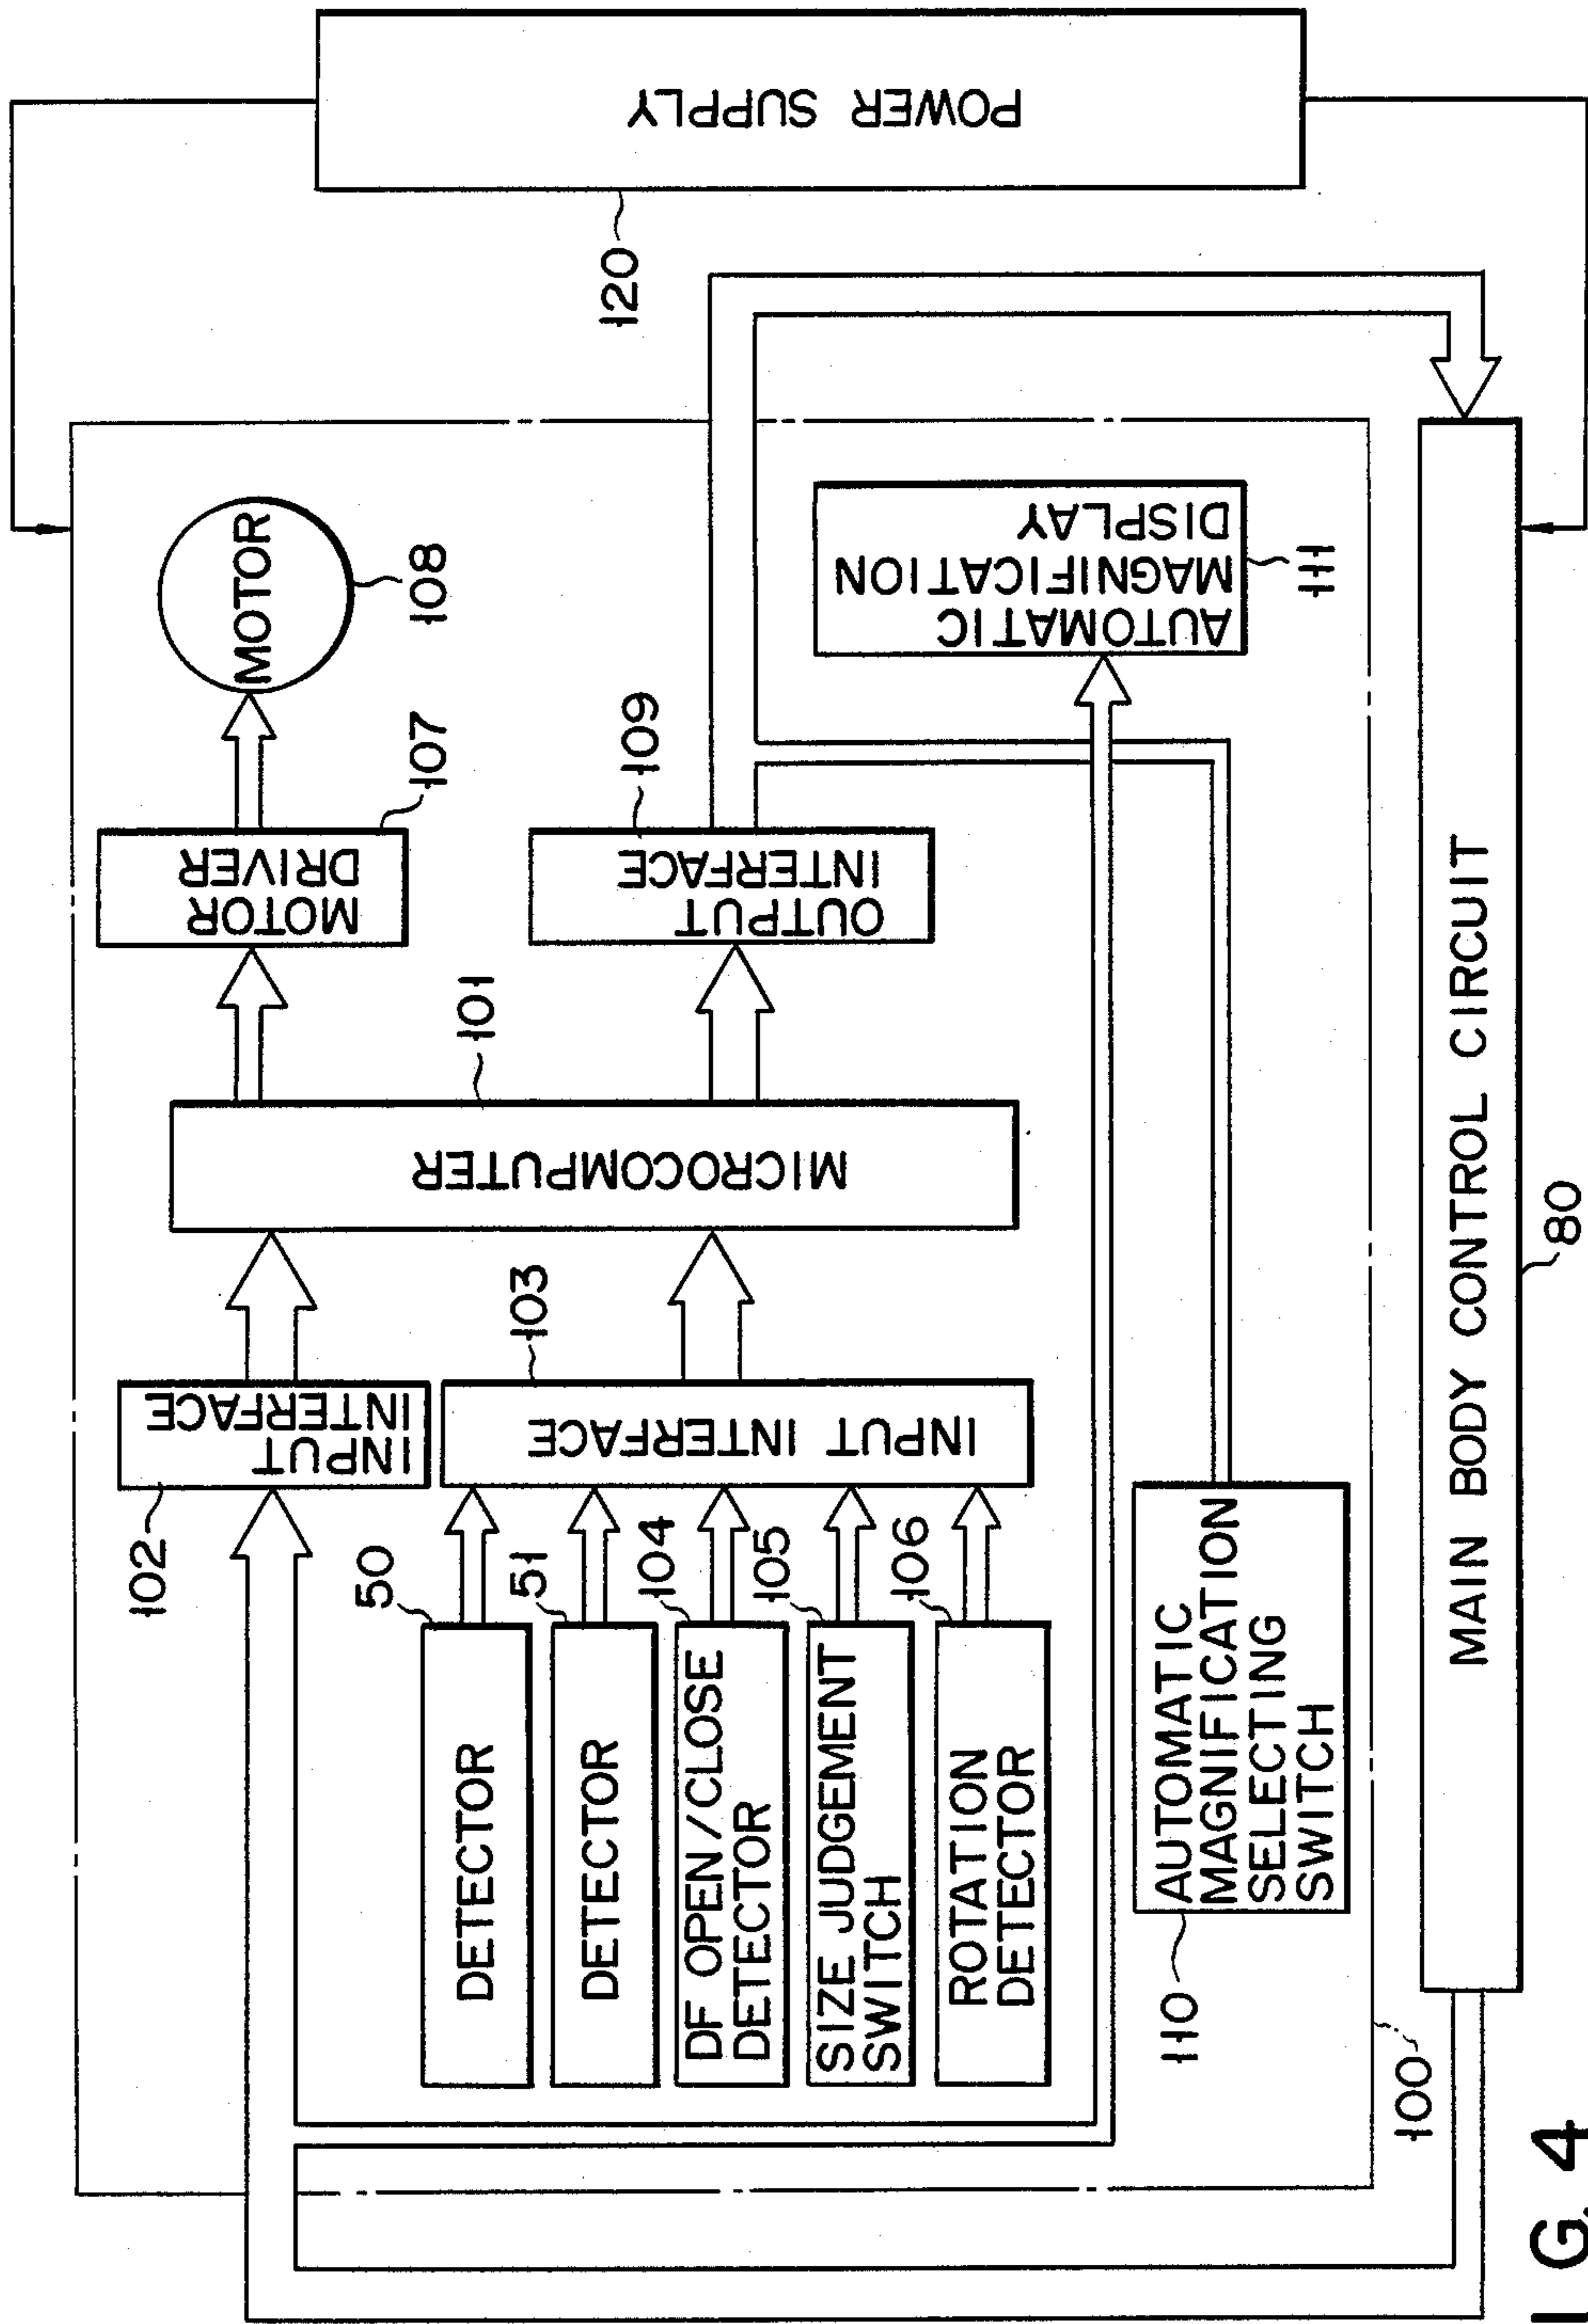 POWER SUPPLY
120
MOTOR
108
MOTOR
DRIVER
107
OUTPUT
INTERFACE
109
AUTOMATIC
MAGNIFICATION
DISPLAY
111
MICROCOMPUTER
101
INPUT
INTERFACE
102
INPUT INTERFACE
103
DETECTOR
50
DETECTOR
51
DF OPEN/CLOSE
DETECTOR
104
SIZE JUDGEMENT
SWITCH
105
ROTATION
DETECTOR
106
AUTOMATIC
MAGNIFICATION
SELECTING
SWITCH
110
MAIN BODY CONTROL CIRCUIT
80
100
G. 4